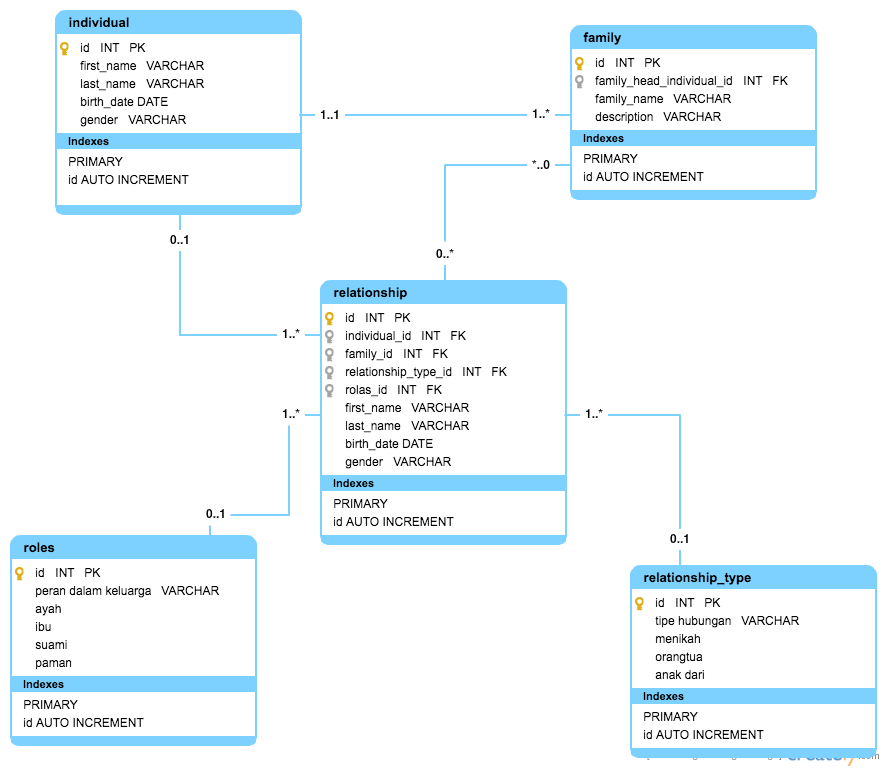 individual
id INT PK
first_name VARCHAR
last_name VARCHAR
birth_date DATE
gender VARCHAR
Indexes
PRIMARY
id AUTO INCREMENT
family
id INT PK
family_head_individual_id INT FK
family_name VARCHAR
description VARCHAR
Indexes
PRIMARY
id AUTO INCREMENT
1..1
1..*
*..0
0..*
0..1
1..*
relationship
id INT PK
individual_id INT FK
family_id INT FK
relationship_type_id INT FK
rolas_id INT FK
first_name VARCHAR
last_name VARCHAR
birth_date DATE
gender VARCHAR
Indexes
PRIMARY
id AUTO INCREMENT
1..*
0..1
1..*
0..1
roles
id INT PK
peran dalam keluarga VARCHAR
ayah
ibu
suami
paman
Indexes
PRIMARY
id AUTO INCREMENT
relationship_type
id INT PK
tipe hubungan VARCHAR
menikah
orangtua
anak dari
Indexes
PRIMARY
id AUTO INCREMENT
creately.com